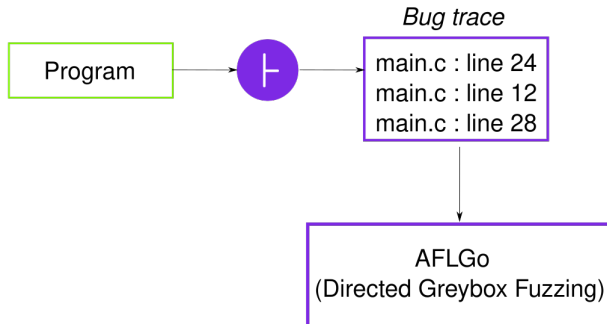 Bug trace
Program
⊢
main.c : line 24
main.c : line 12
main.c : line 28
AFLGo
(Directed Greybox Fuzzing)